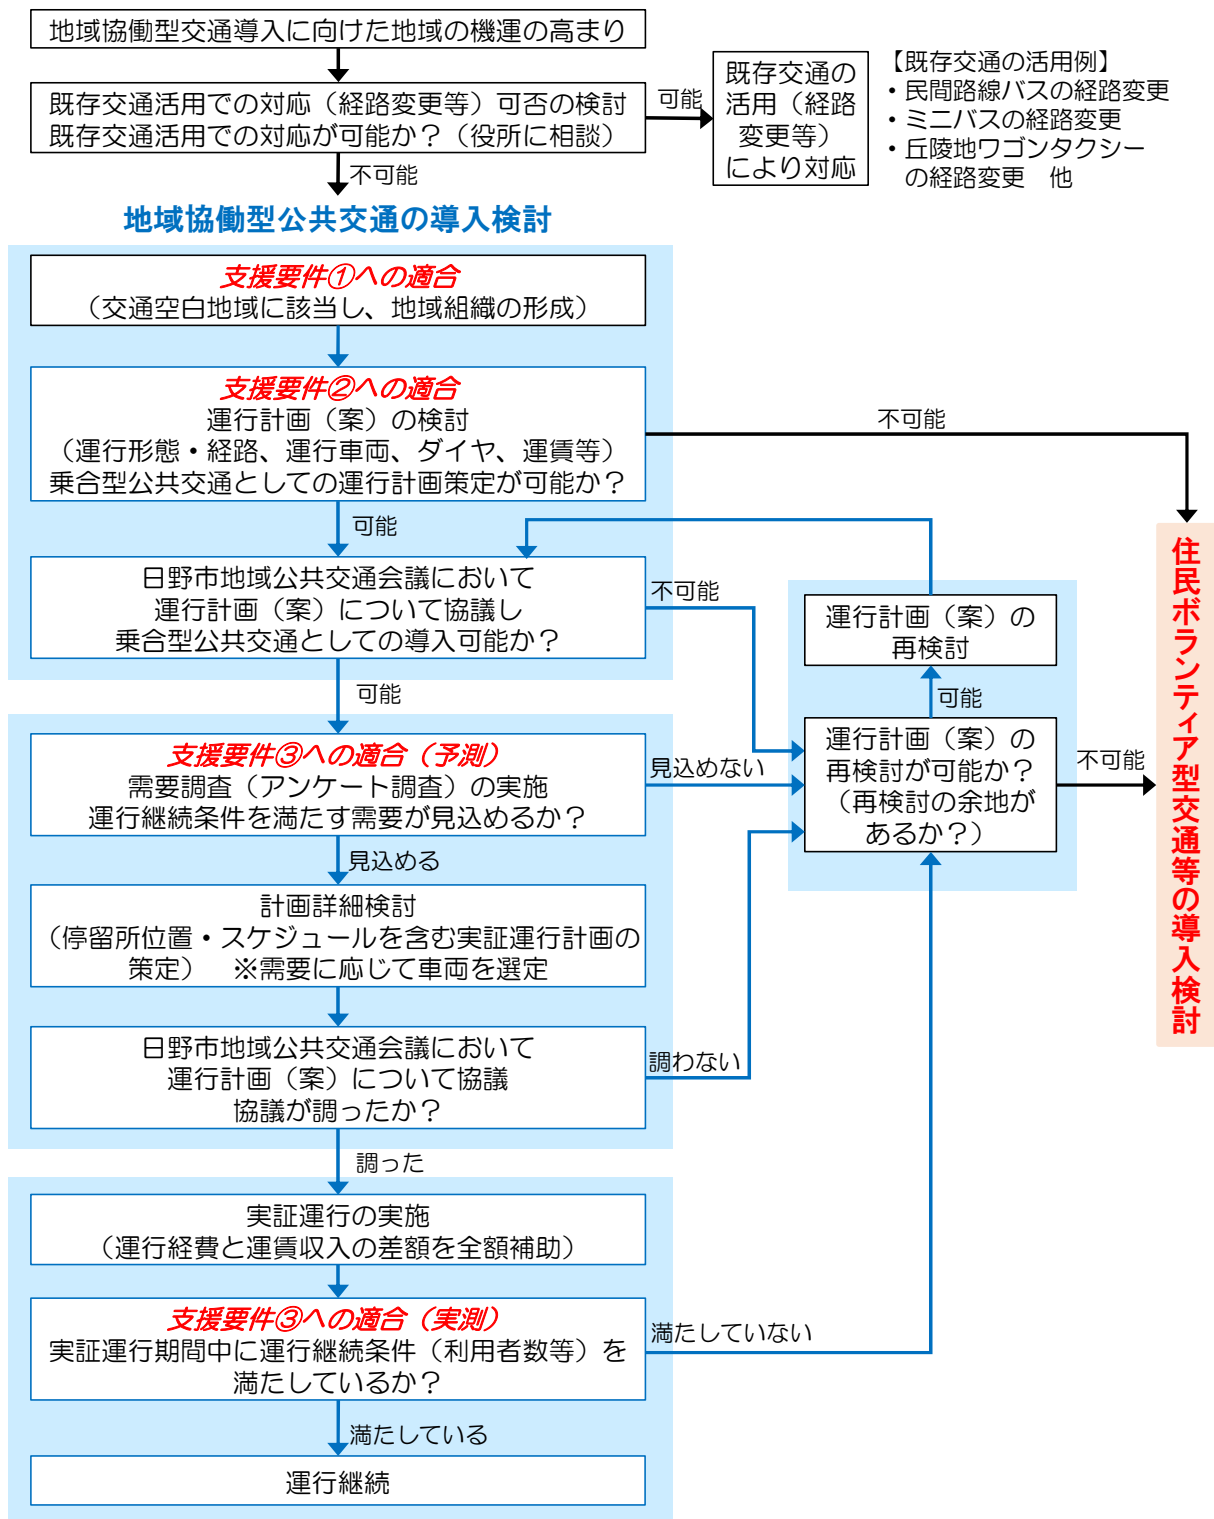 地域協働型交通導入に向けた地域の機運の高まり
既存交通活用での対応（経路変更等）可否の検討
既存交通活用での対応が可能か？（役所に相談）
可能
既存交通の
活用（経路
変更等）
により対応
【既存交通の活用例】
・民間路線バスの経路変更
・ミニバスの経路変更
・丘陵地ワゴンタクシー
の経路変更　他
不可能
地域協働型公共交通の導入検討
支援要件①への適合
（交通空白地域に該当し、地域組織の形成）
支援要件②への適合
運行計画（案）の検討
（運行形態・経路、運行車両、ダイヤ、運賃等）
乗合型公共交通としての運行計画策定が可能か？
不可能
可能
日野市地域公共交通会議において
運行計画（案）について協議し
乗合型公共交通としての導入可能か？
不可能
運行計画（案）の
再検討
可能
可能
支援要件③への適合（予測）
需要調査（アンケート調査）の実施
運行継続条件を満たす需要が見込めるか？
見込めない
運行計画（案）の
再検討が可能か？
（再検討の余地が
あるか？）
不可能
住民ボランティア型交通等の導入検討
見込める
計画詳細検討
（停留所位置・スケジュールを含む実証運行計画の
策定）　※需要に応じて車両を選定
日野市地域公共交通会議において
運行計画（案）について協議
協議が調ったか？
調わない
調った
実証運行の実施
（運行経費と運賃収入の差額を全額補助）
支援要件③への適合（実測）
実証運行期間中に運行継続条件（利用者数等）を
満たしているか？
満たしていない
満たしている
運行継続